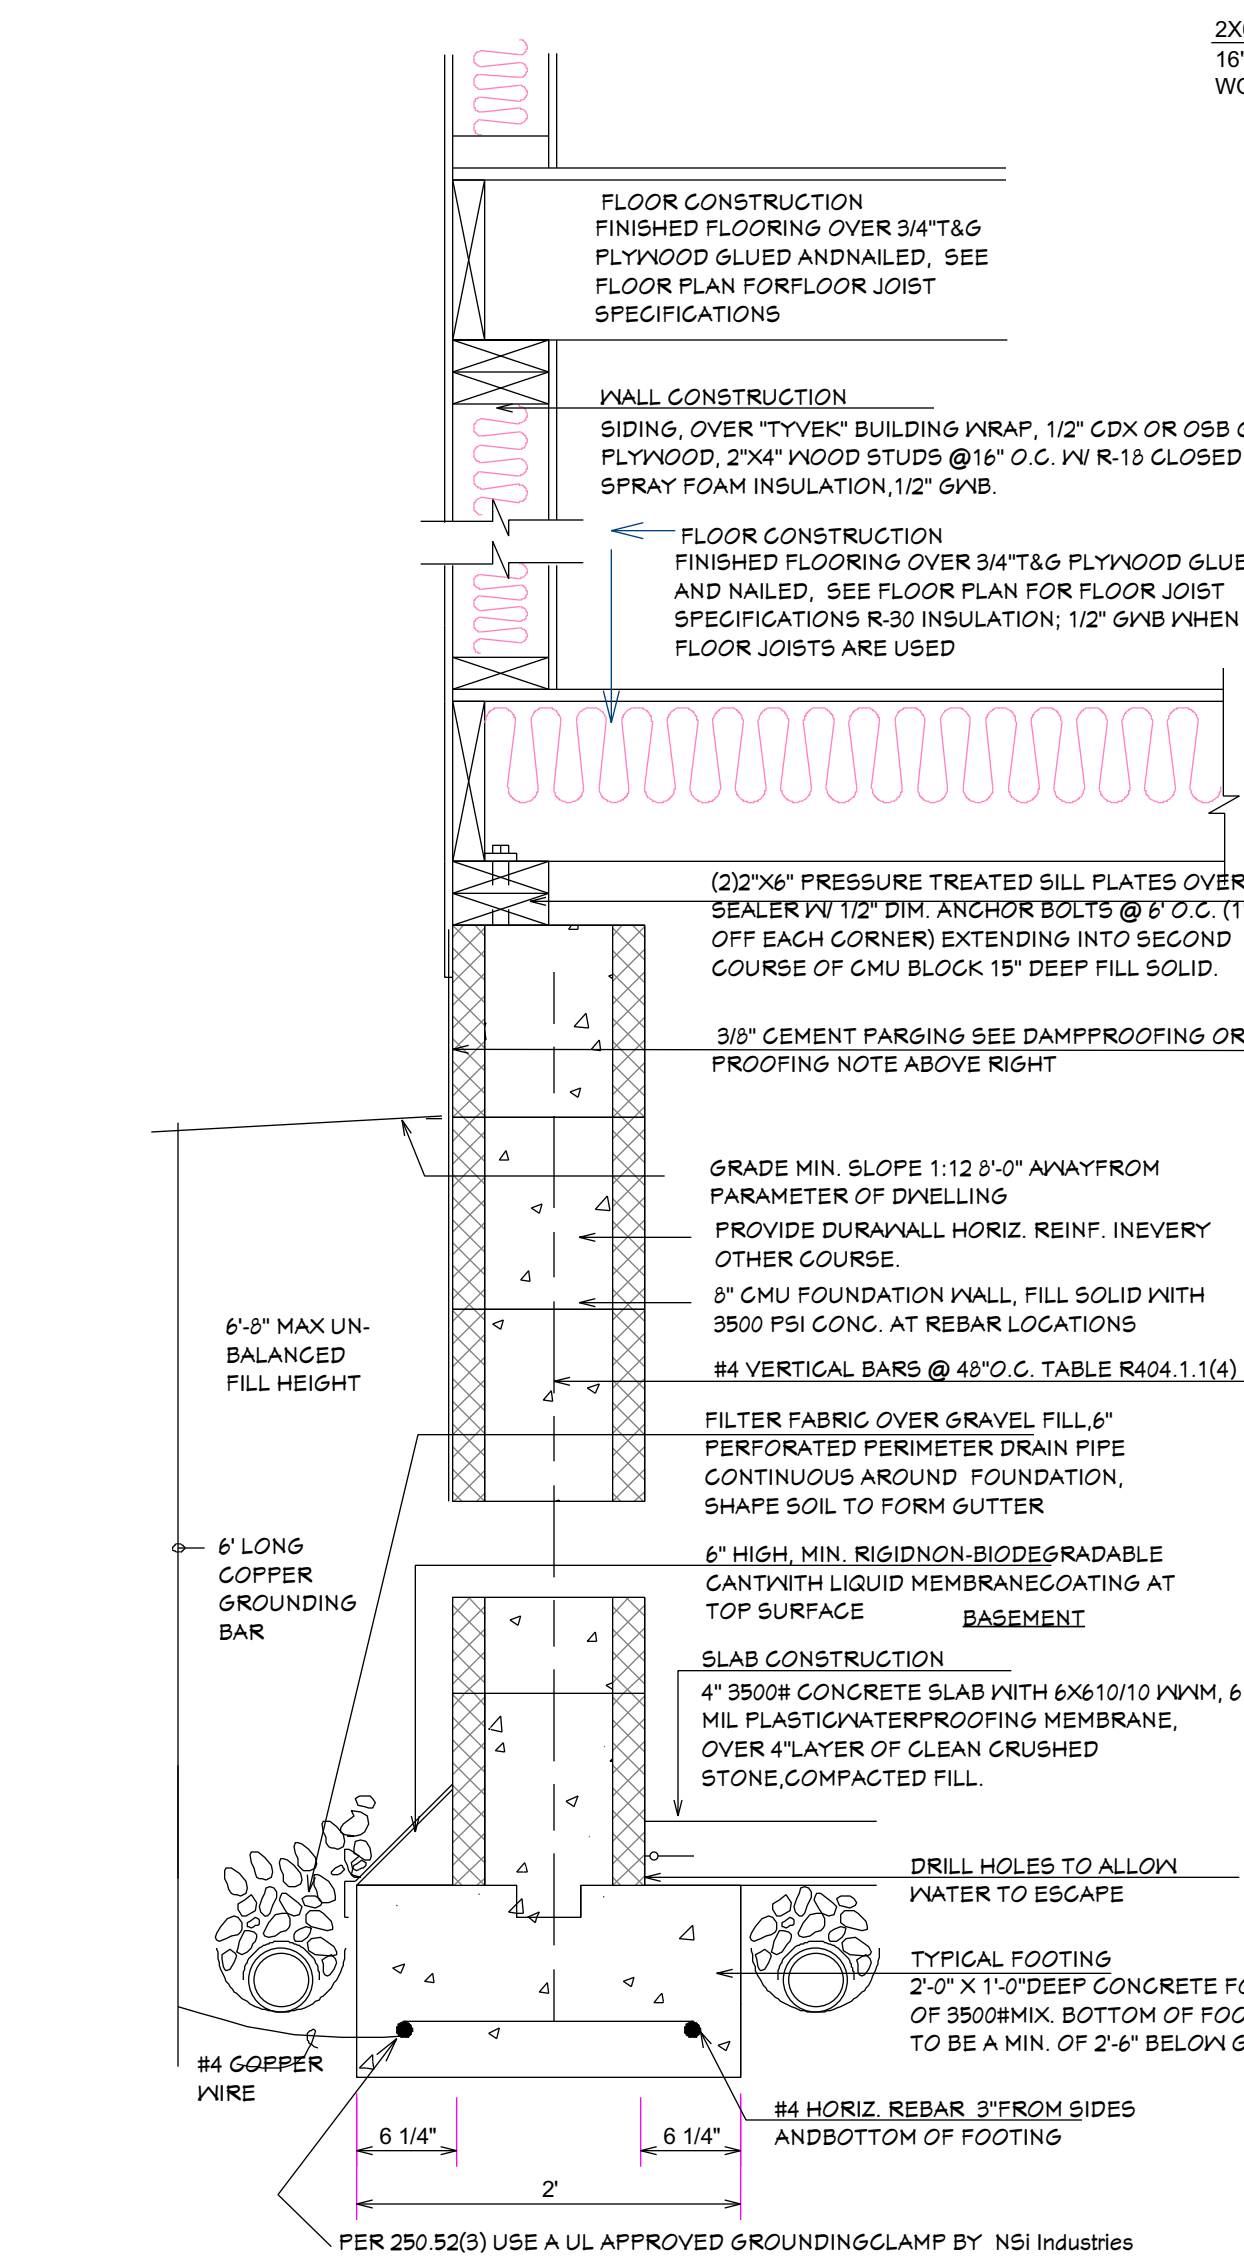 2X
16"
FLOOR CONSTRUCTION
FINISHED FLOORING OVER 3/4"T&G
PLYWOOD GLUED ANDNAILED, SEE
FLOOR PLAN FORFLOOR JOIST
SPECIFICATIONS
WALL CONSTRUCTION
SIDING, OVER "TYVEK" BUILDING WRAP, 1/2" CDX OR OSB
PLYWOOD, 2"X4" WOOD STUDS @16" O.C. W/ R-18 CLOSED
SPRAY FOAM INSULATION,1/2" GWB.
FLOOR CONSTRUCTION
FINISHED FLOORING OVER 3/4"T&G PLYWOOD GLUE
AND NAILED, SEE FLOOR PLAN FOR FLOOR JOIST
SPECIFICATIONS R-30 INSULATION; 1/2" GWB WHEN
FLOOR JOISTS ARE USED
(2)2"X6" PRESSURE TREATED SILL PLATES OVER
SEALER W/ 1/2" DIM. ANCHOR BOLTS @ 6' O.C. (1'
OFF EACH CORNER) EXTENDING INTO SECOND
COURSE OF CMU BLOCK 15" DEEP FILL SOLID.
3/8" CEMENT PARGING SEE DAMPPROOFING OR
PROOFING NOTE ABOVE RIGHT
GRADE MIN. SLOPE 1:12 8'-0" AWAYFROM
PARAMETER OF DWELLING
PROVIDE DURAWALL HORIZ. REINF. INEVERY
OTHER COURSE.
8" CMU FOUNDATION WALL, FILL SOLID WITH
3500 PSI CONC. AT REBAR LOCATIONS
6'-8" MAX UN-
BALANCED
FILL HEIGHT
#4 VERTICAL BARS @ 48"O.C. TABLE R404.1.1(4)
FILTER FABRIC OVER GRAVEL FILL,6"
PERFORATED PERIMETER DRAIN PIPE
CONTINUOUS AROUND FOUNDATION,
SHAPE SOIL TO FORM GUTTER
6' LONG
COPPER
GROUNDING
BAR
6" HIGH, MIN. RIGIDNON-BIODEGRADABLE
CANTWITH LIQUID MEMBRANECOATING AT
TOP SURFACE
BASEMENT
SLAB CONSTRUCTION
4" 3500# CONCRETE SLAB WITH 6X610/10 WWM, 6
MIL PLASTICWATERPROOFING MEMBRANE,
OVER 4"LAYER OF CLEAN CRUSHED
STONE,COMPACTED FILL.
DRILL HOLES TO ALLOW
WATER TO ESCAPE
TYPICAL FOOTING
2'-0" X 1'-0"DEEP CONCRETE FO
OF 3500#MIX. BOTTOM OF FOO
TO BE A MIN. OF 2'-6" BELOW G
#4 GOPPER
WIRE
#4 HORIZ. REBAR 3"FROM SIDES
ANDBOTTOM OF FOOTING
6 1/4"
6 1/4"
2'
PER 250.52(3) USE A UL APPROVED GROUNDINGCLAMP BY NSi Industries